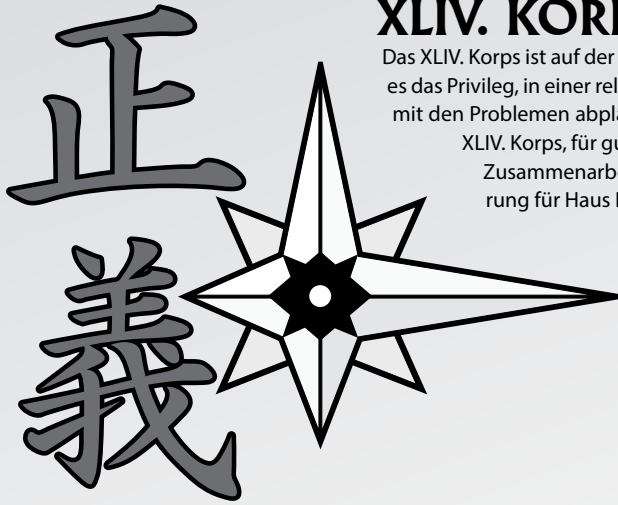 正
義
XLIV. KOR
Das XLIV. Korps ist auf der
es das Privileg, in einer rel
mit den Problemen abpla
XLIV. Korps, für gu
Zusammenarbe
rung für Haus